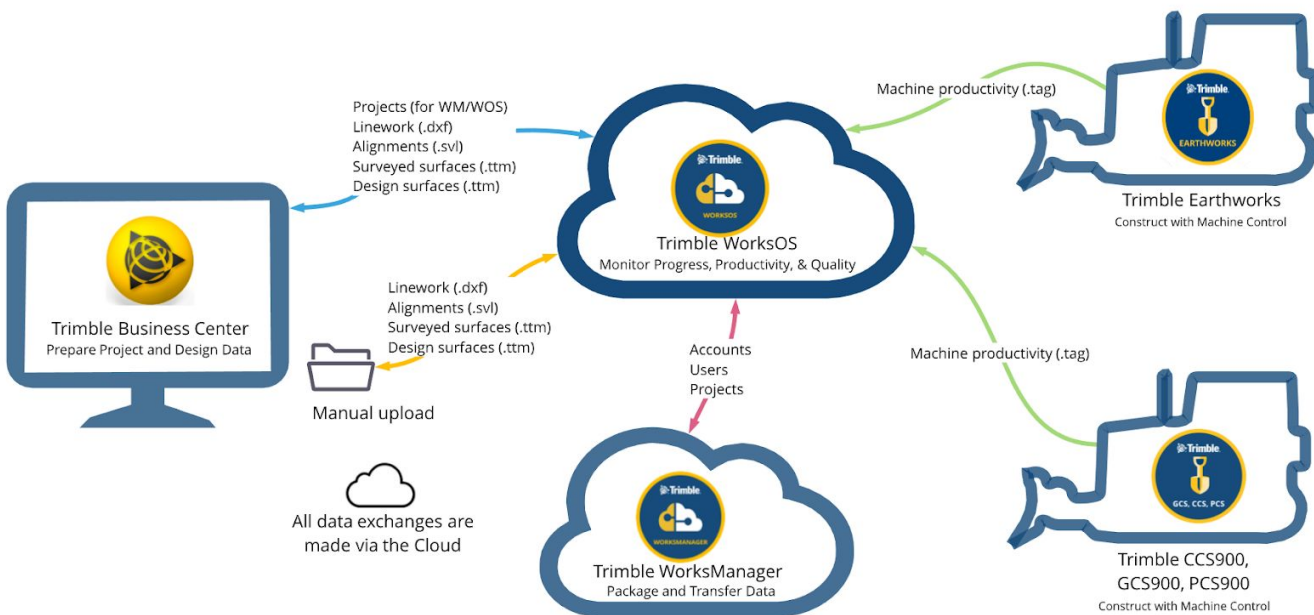 Projects (for WM/WOS)
Linework (.dxf)
Alignments (.svl)
Surveyed surfaces (.ttm)
Design surfaces (.ttm)
Trimble Business Center
Prepare Project and Design Data
Linework (.dxf)
Alignments (.svl)
Surveyed surfaces (.ttm)
Design surfaces (.ttm)
Manual upload
All data exchanges are
made via the Cloud
Trimble
WORKSOS
Trimble WorksOS
Monitor Progress, Productivity, & Quality
Accounts
Users
Projects
Trimble
WORKSMANAGER
Trimble WorksManager
Package and Transfer Data
Machine productivity (.tag)
Trimble
EARTHWORKS
Trimble Earthworks
Construct with Machine Control
Machine productivity (.tag)
Trimble
GCS, CCS, PCS
Trimble CCS900,
GCS900, PCS900
Construct with Machine Control